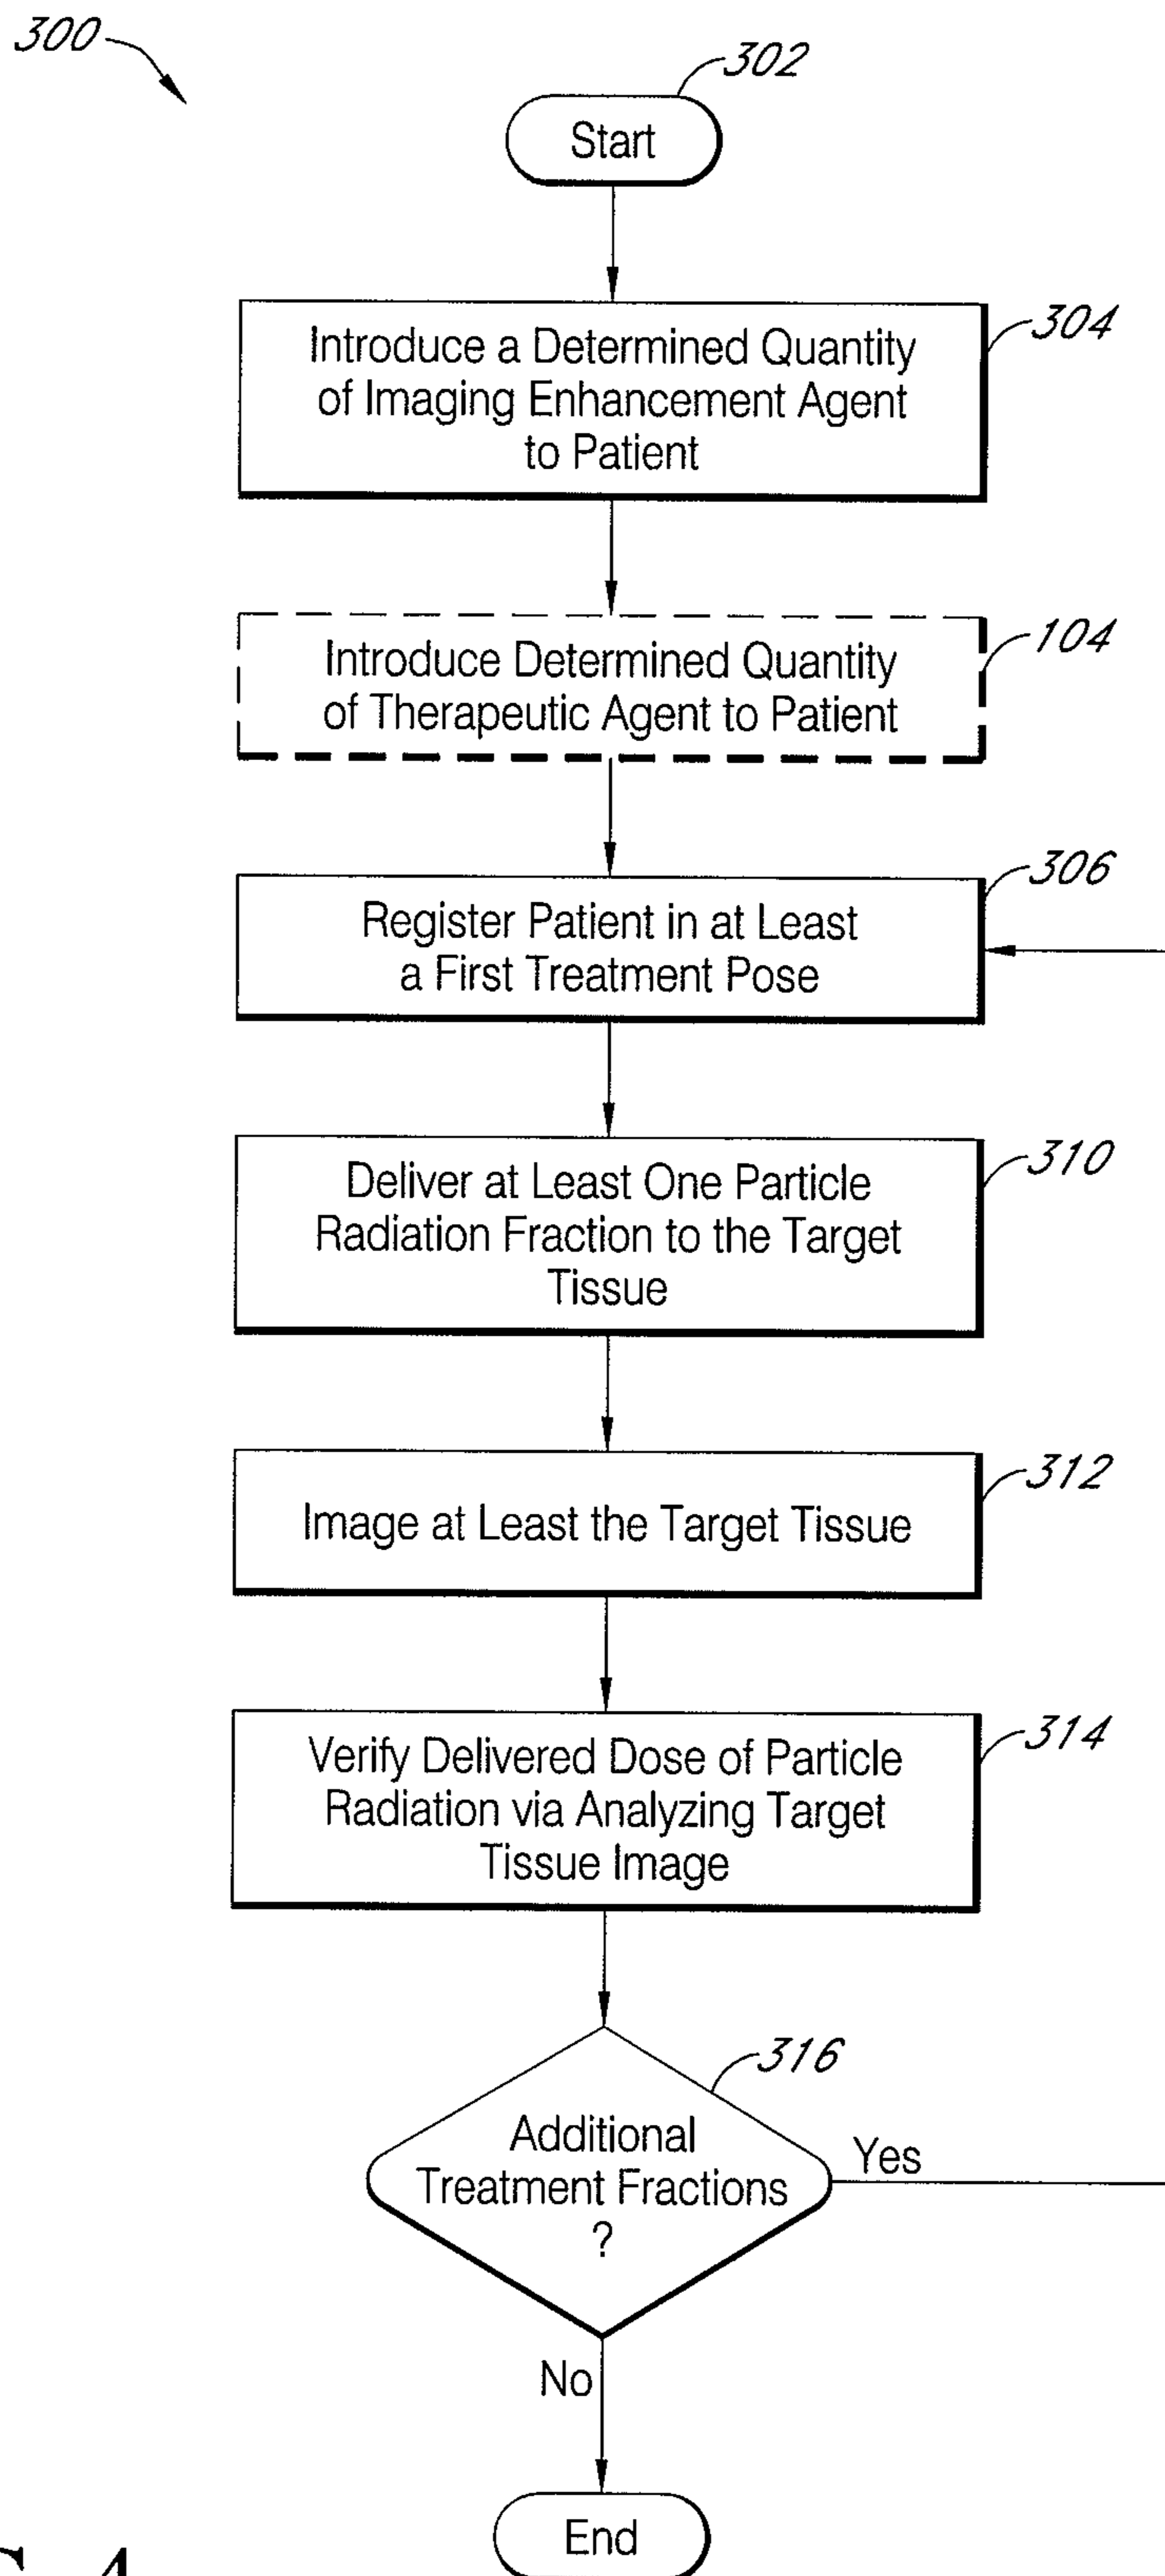 300
302
Start
304
Introduce a Determined Quantity
of Imaging Enhancement Agent
to Patient
104
Introduce Determined Quantity
of Therapeutic Agent to Patient
306
Register Patient in at Least
a First Treatment Pose
310
Deliver at Least One Particle
Radiation Fraction to the Target
Tissue
312
Image at Least the Target Tissue
314
Verify Delivered Dose of Particle
Radiation via Analyzing Target
Tissue Image
316
Additional
Treatment Fractions
?
Yes
No
End